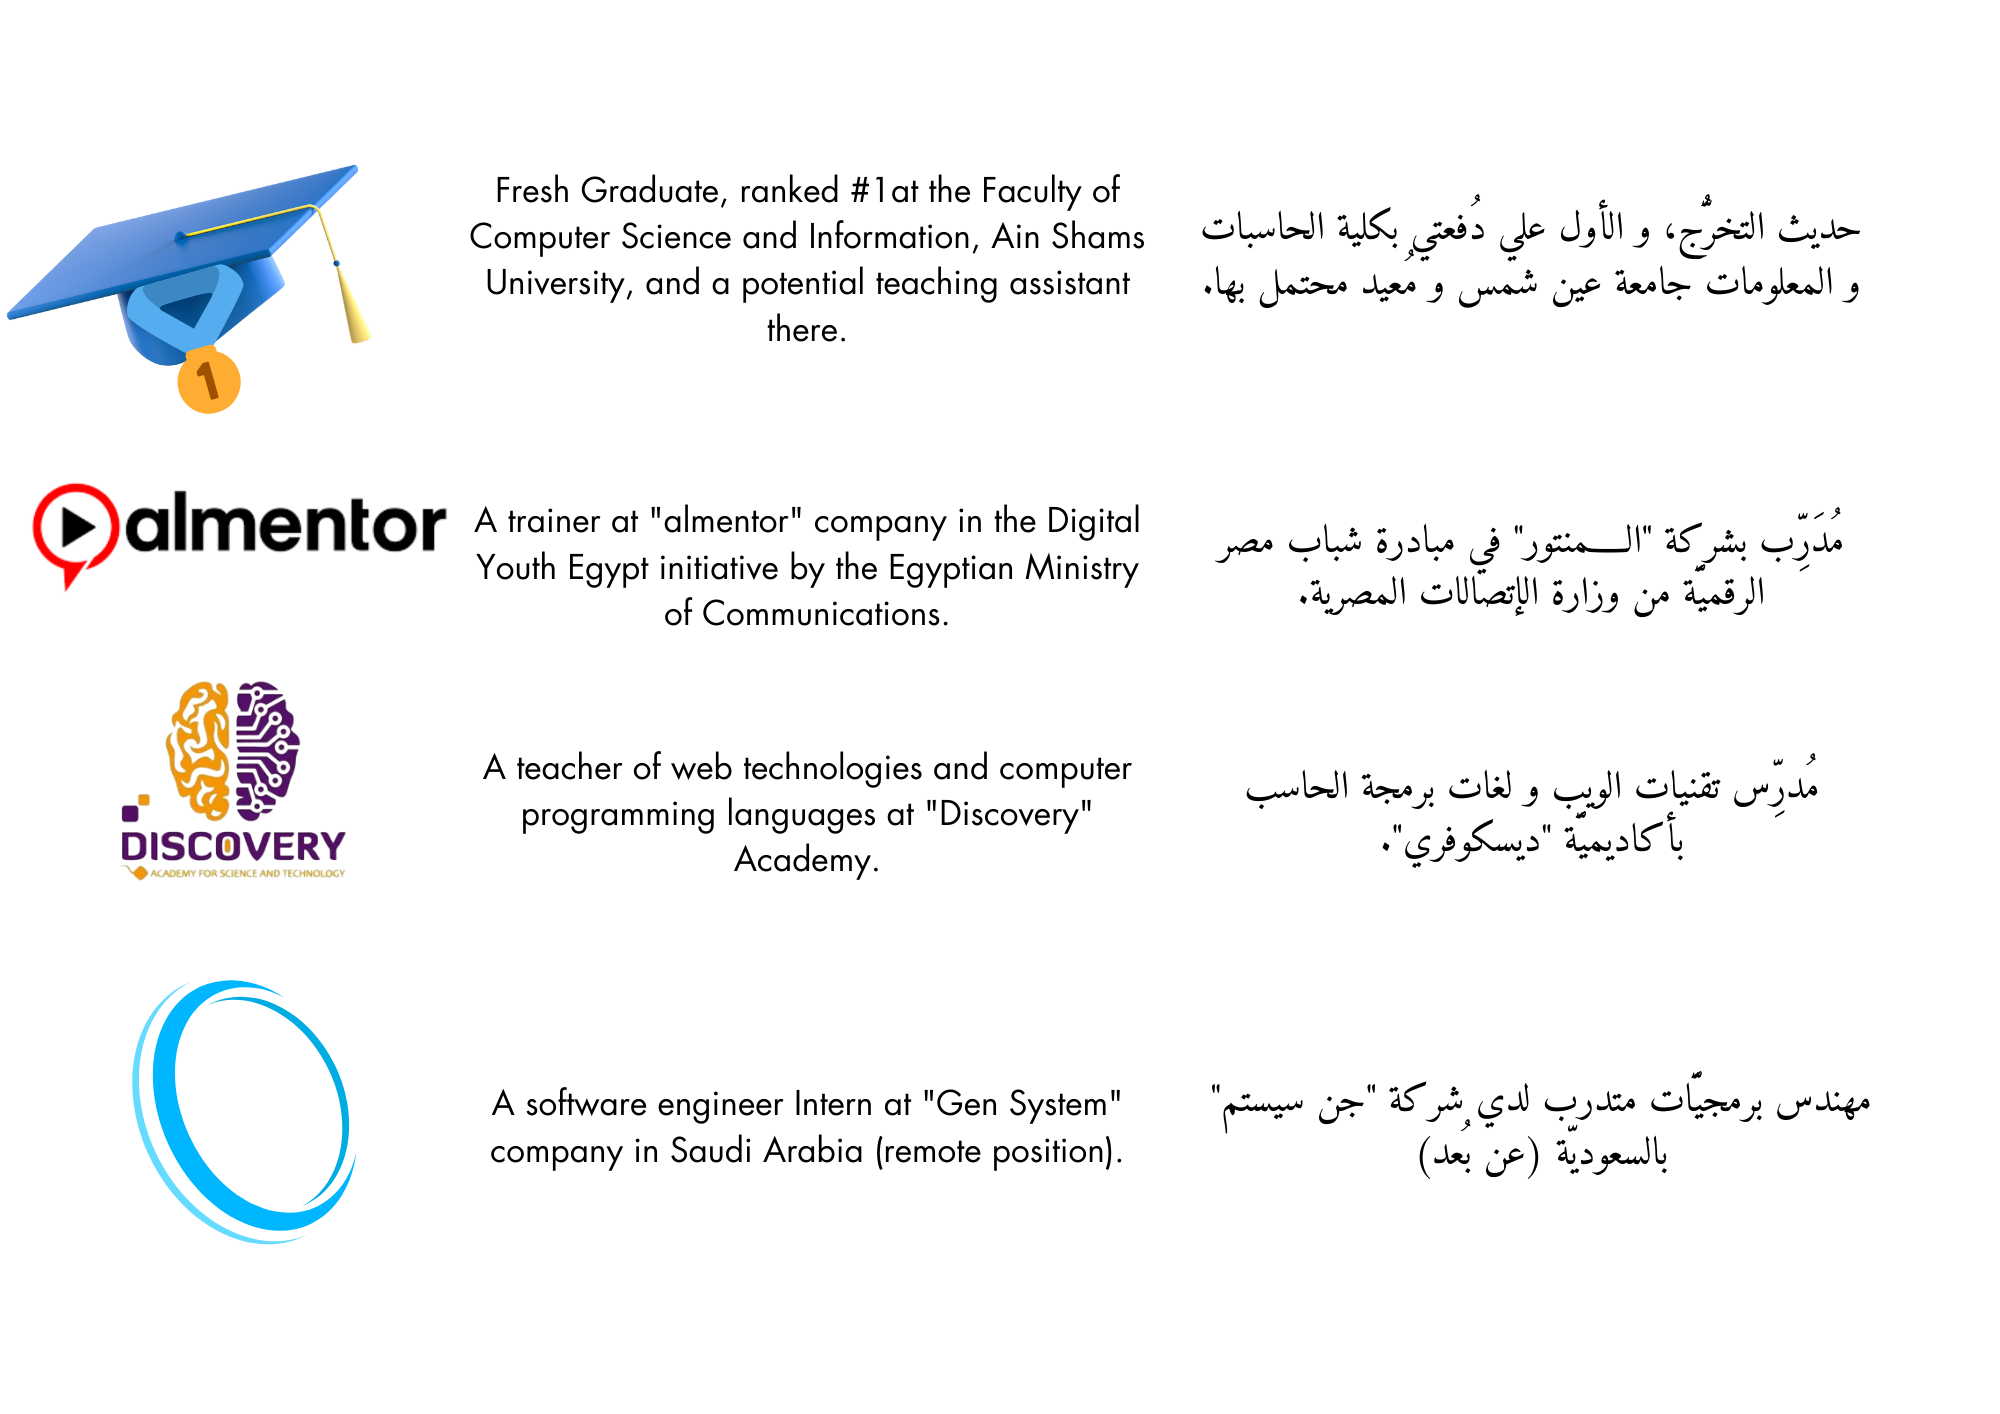 Fresh Graduate, ranked #1at the Faculty of
Computer Science and Information, Ain Shams
University, and a potential teaching assistant
there.
حديث التخرُّج، و الأول علي دُفعتي بكلية الحاسبات
و المعلومات جامعة عين شمس و مُعيد محتمل بها.
1
almentor
A trainer at "almentor" company in the Digital
Youth Egypt initiative by the Egyptian Ministry
of Communications.
مُدَرِّب بشركة "الـــمنتور" في مبادرة شباب مصر
الرقميّة من وزارة الإتصالات المصرية.
DISCOVERY
ACADEMY FOR SCIENCE AND TECHNOLOGY
A teacher of web technologies and computer
programming languages at "Discovery"
Academy.
مُدرِّس تقنيات الويب و لغات برمجة الحاسب
بأكاديميّة "ديسكوفري".
A software engineer Intern at "Gen System"
company in Saudi Arabia (remote position).
مهندس برمجيّات متدرب لدي شركة "جن سيستم"
بالسعوديّة (عن بُعد)